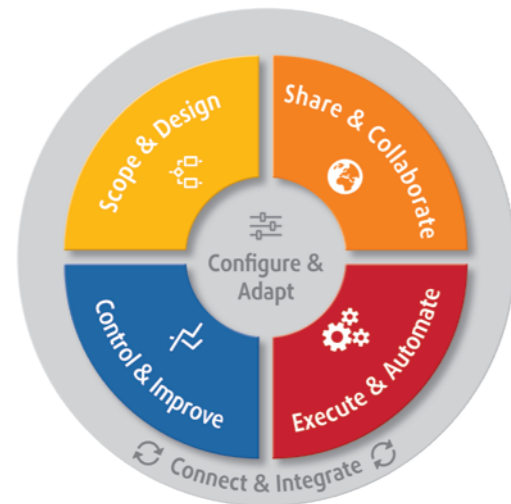 Scope & Design
Share & Collaborate
Configure &
Adapt
Control & Improve
Execute & Automate
Connect & Integrate